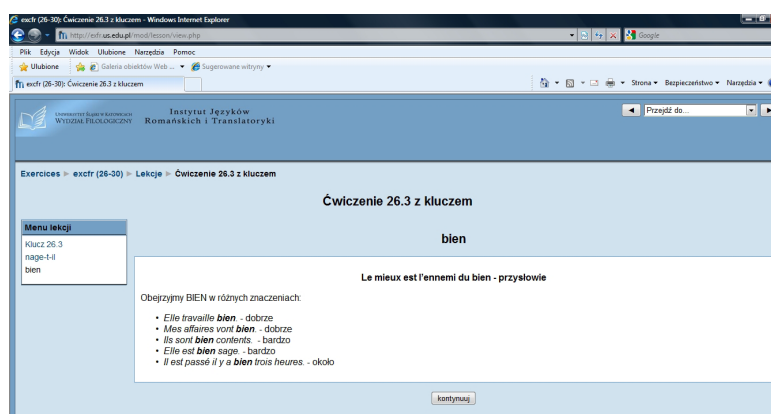 excfr (26-30): Ćwiczenie 26.3 z kluczem - Windows Internet Explorer
http://exfr.us.edu.pl/mod/lesson/view.php
Google
Plik Edycja Widok Ulubione Narzędzia Pomoc
Ulubione Galeria obiektów Web ... Sugerowane witryny
excfr (26-30): Ćwiczenie 26.3 z kluczem
Strona Bezpieczeństwo Narzędzia
Uniwersytet Śląski w Katowicach
Wydział Filologiczny
Instytut Języków
Romańskich i Translatoryki
Przejdź do...
Exercices ► excfr (26-30) ► Lekcje ► Ćwiczenie 26.3 z kluczem
Ćwiczenie 26.3 z kluczem
Menu lekcji
Klucz 26.3
nage-t-il
bien
bien
Le mieux est l'ennemi du bien - przysłowie
Obejrzyjmy BIEN w różnych znaczeniach:
• Elle travaille bien. - dobrze
• Mes affaires vont bien. - dobrze
• Ils sont bien contents. - bardzo
• Elle est bien sage. - bardzo
• Il est passé il y a bien trois heures. - około
kontynuuj